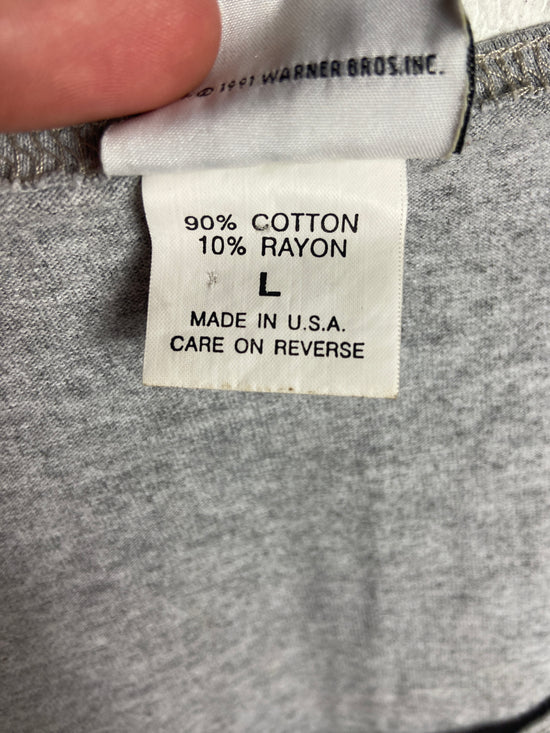 © 1991 WARNER BROS.INC.
90% COTTON
10% RAYON
L
MADE IN U.S.A.
CARE ON REVERSE